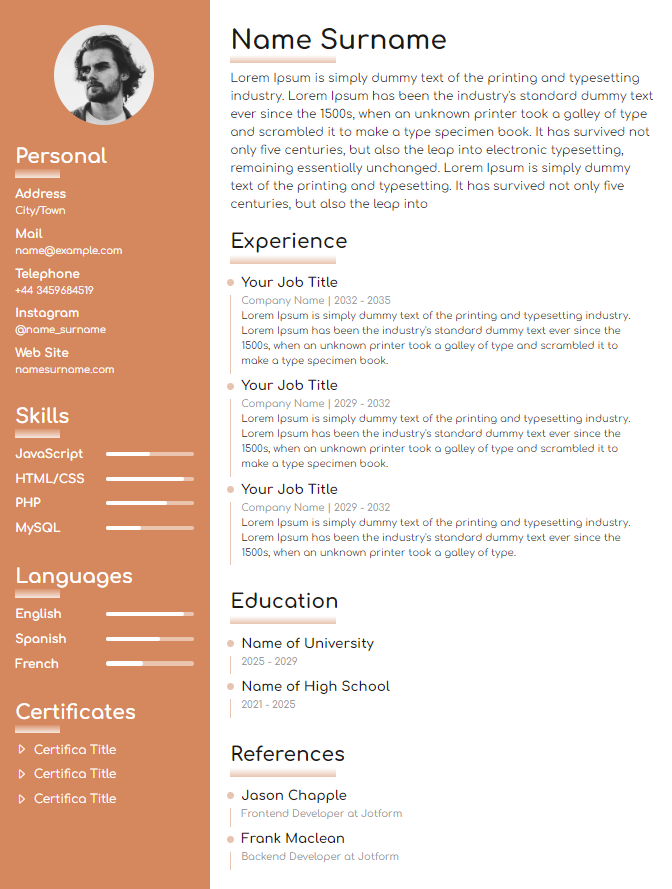 Personal
Address
City/Town
Mail
name@example.com
Telephone
+44 3459684519
Instagram
@name_surname
Web Site
namesurname.com
Skills
JavaScript
HTML/CSS
PHP
MySQL
Languages
English
Spanish
French
Certificates
Certifica Title
Certifica Title
Certifica Title
Name Surname
Lorem Ipsum is simply dummy text of the printing and typesetting
industry. Lorem Ipsum has been the industry's standard dummy text
ever since the 1500s, when an unknown printer took a galley of type
and scrambled it to make a type specimen book. It has survived not
only five centuries, but also the leap into electronic typesetting,
remaining essentially unchanged. Lorem Ipsum is simply dummy
text of the printing and typesetting. It has survived not only five
centuries, but also the leap into
Experience
Your Job Title
Company Name | 2032 - 2035
Lorem Ipsum is simply dummy text of the printing and typesetting industry.
Lorem Ipsum has been the industry's standard dummy text ever since the
1500s, when an unknown printer took a galley of type and scrambled it to
make a type specimen book.
Your Job Title
Company Name | 2029 - 2032
Lorem Ipsum is simply dummy text of the printing and typesetting industry.
Lorem Ipsum has been the industry's standard dummy text ever since the
1500s, when an unknown printer took a galley of type and scrambled it to
make a type specimen book.
Your Job Title
Company Name | 2029 - 2032
Lorem Ipsum is simply dummy text of the printing and typesetting industry.
Lorem Ipsum has been the industry's standard dummy text ever since the
1500s, when an unknown printer took a galley of type.
Education
Name of University
2025 - 2029
Name of High School
2021 - 2025
References
Jason Chapple
Frontend Developer at Jotform
Frank Maclean
Backend Developer at Jotform